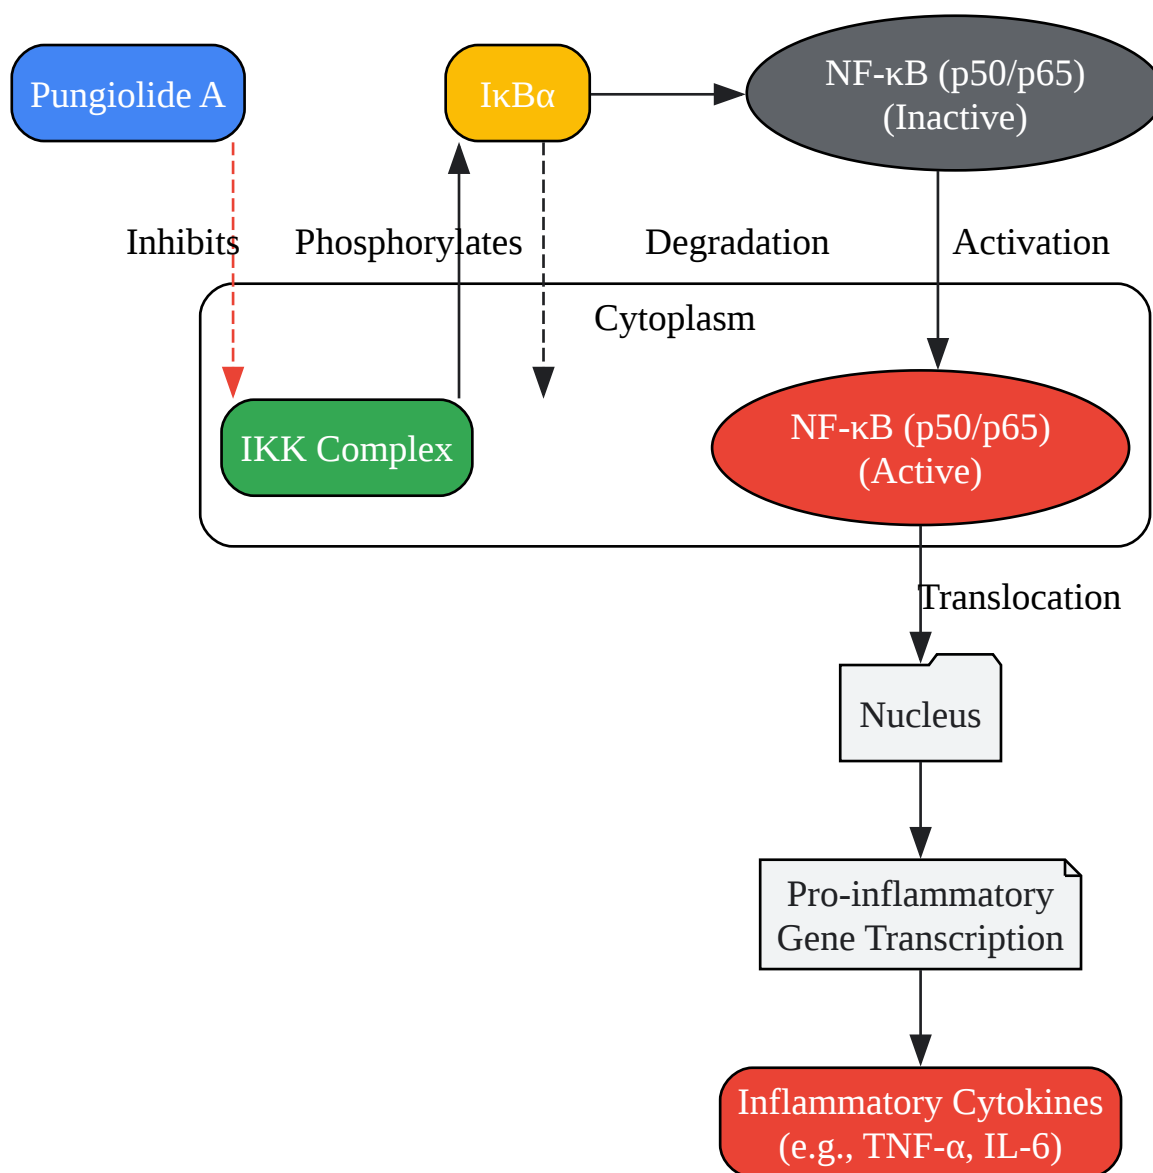 Pungiolide A
IκBα
NF-κB (p50/p65)
(Inactive)
Inhibits
Phosphorylates
Degradation
Activation
Cytoplasm
IKK Complex
NF-κB (p50/p65)
(Active)
Translocation
Nucleus
Pro-inflammatory
Gene Transcription
Inflammatory Cytokines
(e.g., TNF-α, IL-6)